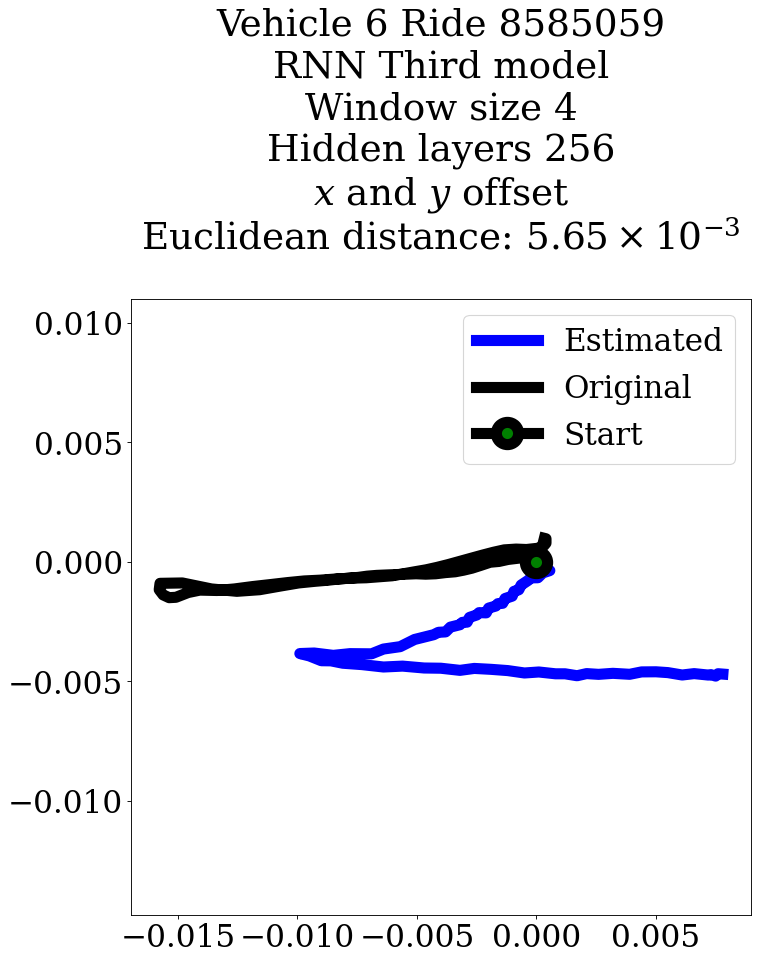 Vehicle 6 Ride 8585059
RNN Third model
Window size 4
Hidden layers 256
x and y offset
Euclidean distance: 5.65 × 10⁻³
Estimated
Original
Start
0.010
0.005
0.000
−0.005
−0.010
−0.015 −0.010 −0.005 0.000 0.005